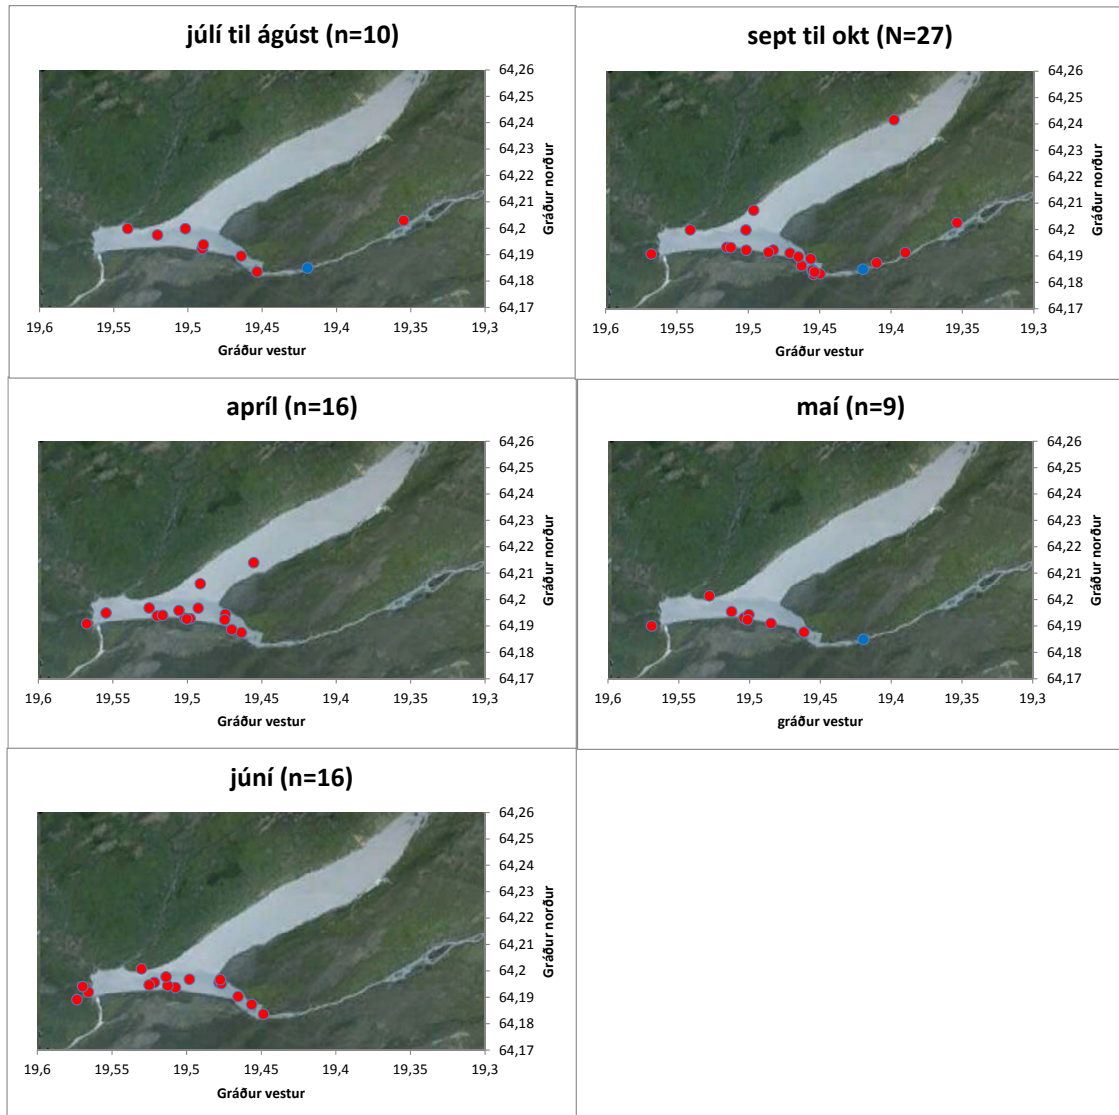 júlí til ágúst (n=10)
64,26
64,25
64,24
64,23
64,22
64,21
64,2
64,19
64,18
64,17
Gráður norður
19,6 19,55 19,5 19,45 19,4 19,35 19,3
Gráður vestur
sept til okt (N=27)
64,26
64,25
64,24
64,23
64,22
64,21
64,2
64,19
64,18
64,17
Gráður norður
19,6 19,55 19,5 19,45 19,4 19,35 19,3
Gráður vestur
apríl (n=16)
64,26
64,25
64,24
64,23
64,22
64,21
64,2
64,19
64,18
64,17
Gráður norður
19,6 19,55 19,5 19,45 19,4 19,35 19,3
Gráður vestur
maí (n=9)
64,26
64,25
64,24
64,23
64,22
64,21
64,2
64,19
64,18
64,17
Gráður norður
19,6 19,55 19,5 19,45 19,4 19,35 19,3
gráður vestur
júní (n=16)
64,26
64,25
64,24
64,23
64,22
64,21
64,2
64,19
64,18
64,17
Gráður norður
19,6 19,55 19,5 19,45 19,4 19,35 19,3
Gráður vestur